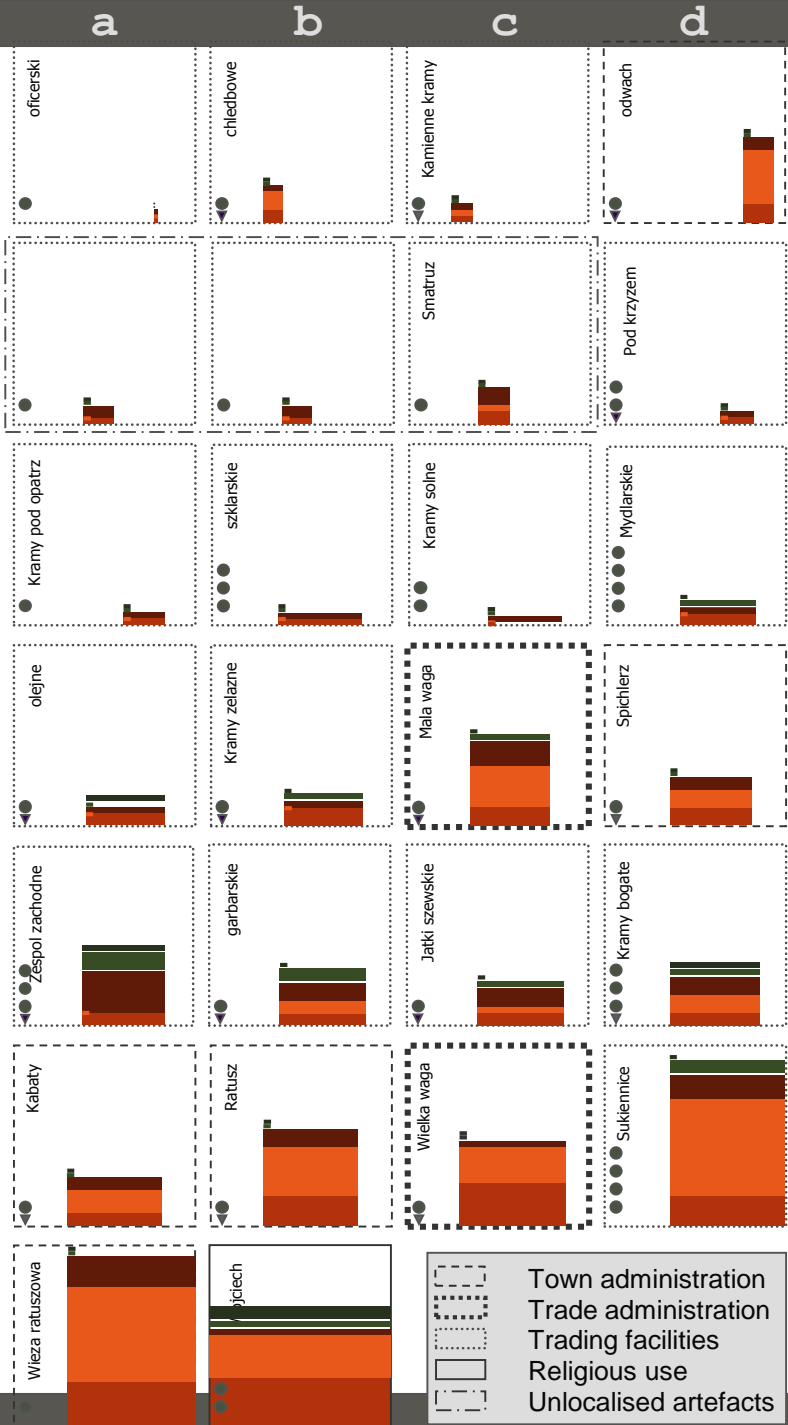 a b c d
oficerski
chledbowe
Kamienne kramy
odwach
Smatruz
Pod krzyzem
Kramy pod opatrz
szklarskie
Kramy solne
Mydlarskie
olejne
Kramy zelazne
Mala waga
Spichlerz
Zespol zachodne
garbarskie
Jatki szewskie
Kramy bogate
Kabaty
Ratusz
Wielka waga
Sukiennice
Wieza ratuszowa
Wojciech
Town administration
Trade administration
Trading facilities
Religious use
Unlocalised artefacts